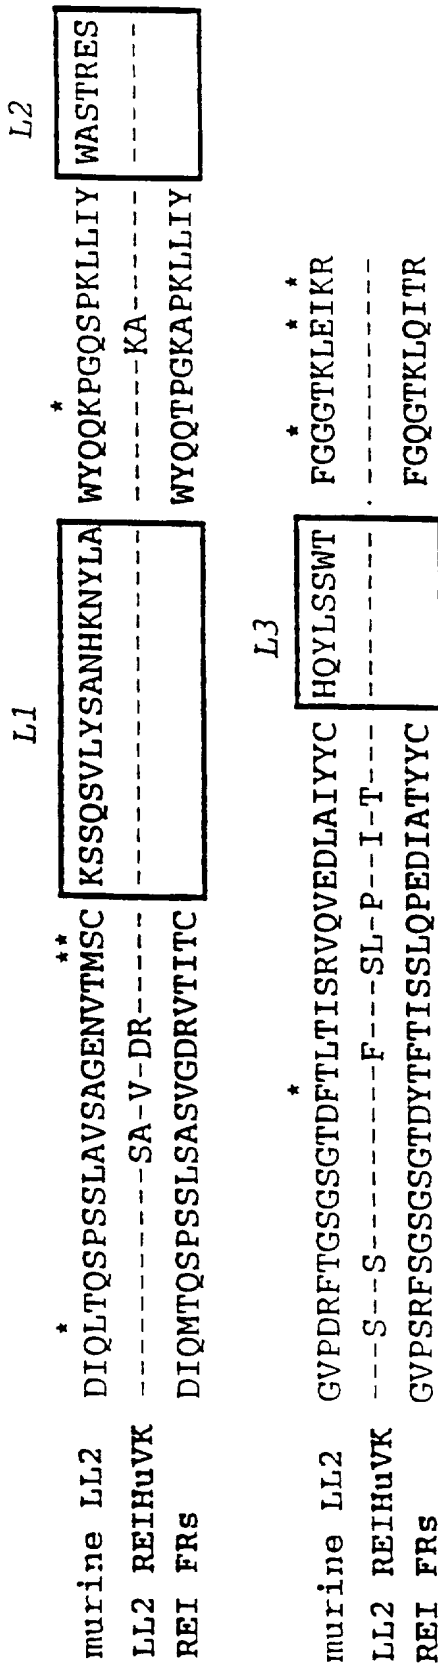 L1 L2
* ** *
murine LL2 DIQLTQSPSSLAVSAGENVTMSC KSSQSVLYSANHKNYLA WYQQKPGQSPKLLIY WASTRES
LL2 REIHuVK -----------SA-V-DR----- ----------------- -------KA------ -------
REI FRs DIQMTQSPSSLSASVGDRVTITC WYQQTPGKAPKLLIY
L3
* * * *
murine LL2 GVPDRFTGSGSGTDFTLTISRVQVEDLAIYYC HQYLSSWT FGGGTKLEIKR
LL2 REIHuVK ---S--S---------F---SL-P--I-T--- -------- -----------
REI FRs GVPSRFSGSGSGTDYTFTISSLQPEDIATYYC FGQGTKLQITR